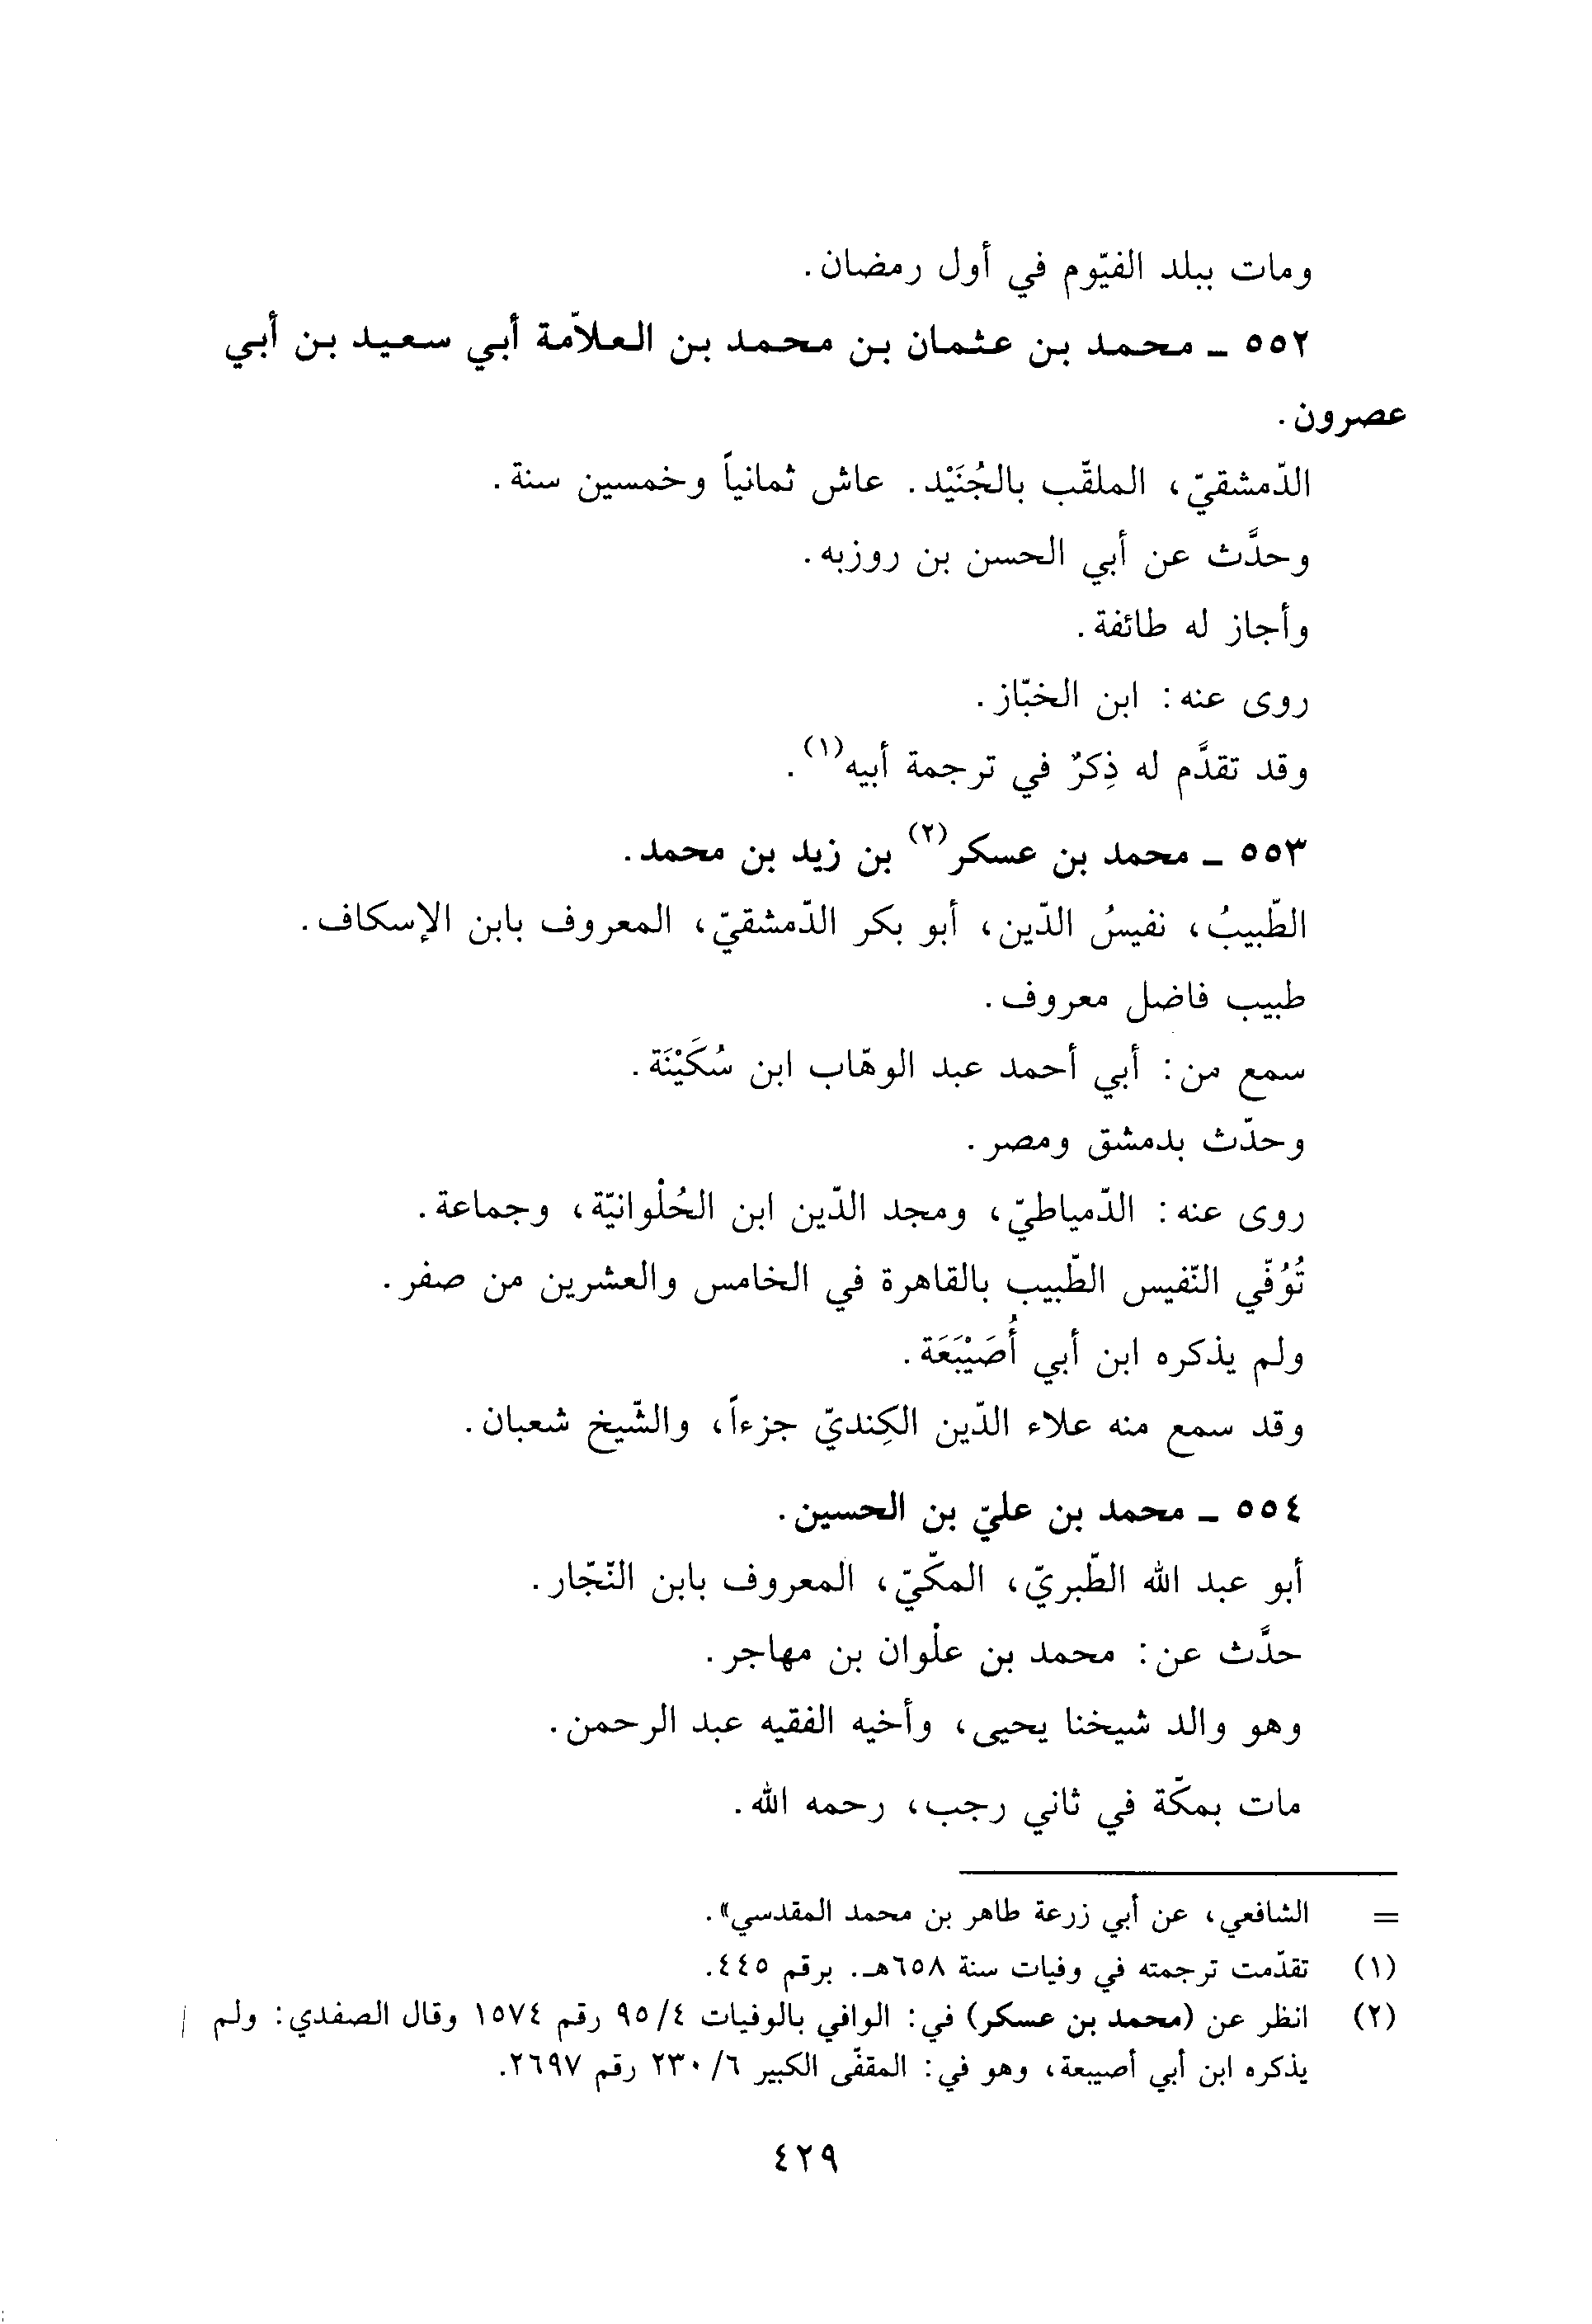 ومات ببلد الفيّوم في أول رمضان.
٥٥٢ ـ محمد بن عثمان بن محمد بن العلاّمة أبي سعيد بن أبي
عصرون.
الدّمشقيّ، الملقّب بالجُنَيْد. عاش ثمانياً وخمسين سنة.
وحدَّث عن أبي الحسن بن روزبه.
وأجاز له طائفة.
روى عنه: ابن الخبّاز.
وقد تقدَّم له ذِكرٌ في ترجمة أبيه(١).
٥٥٣ ـ محمد بن عسكر(٢) بن زيد بن محمد.
الطّبيبُ، نفيسُ الدّين، أبو بكر الدّمشقيّ، المعروف بابن الإسكاف.
طبيب فاضل معروف.
سمع من: أبي أحمد عبد الوهّاب ابن سُكَيْنَة.
وحدّث بدمشق ومصر.
روى عنه: الدّمياطيّ، ومجد الدّين ابن الحُلْوانيّة، وجماعة.
تُوُفّي النّفيس الطّبيب بالقاهرة في الخامس والعشرين من صفر.
ولم يذكره ابن أبي أُصَيْبَعَة.
وقد سمع منه علاء الدّين الكِنديّ جزءاً، والشّيخ شعبان.
٥٥٤ ـ محمد بن عليّ بن الحسين.
أبو عبد الله الطّبريّ، المكّيّ، المعروف بابن النّجّار.
حدَّث عن: محمد بن علْوان بن مهاجر.
وهو والد شيخنا يحيى، وأخيه الفقيه عبد الرحمن.
مات بمكّة في ثاني رجب، رحمه الله.
= الشافعي، عن أبي زرعة طاهر بن محمد المقدسي».
(١) تقدّمت ترجمته في وفيات سنة ٦٥٨هـ. برقم ٤٤٥.
(٢) انظر عن (محمد بن عسكر) في: الوافي بالوفيات ٩٥/٤ رقم ١٥٧٤ وقال الصفدي: ولم
يذكره ابن أبي أصيبعة، وهو في: المقفّى الكبير ٢٣٠/٦ رقم ٢٦٩٧.
٤٢٩